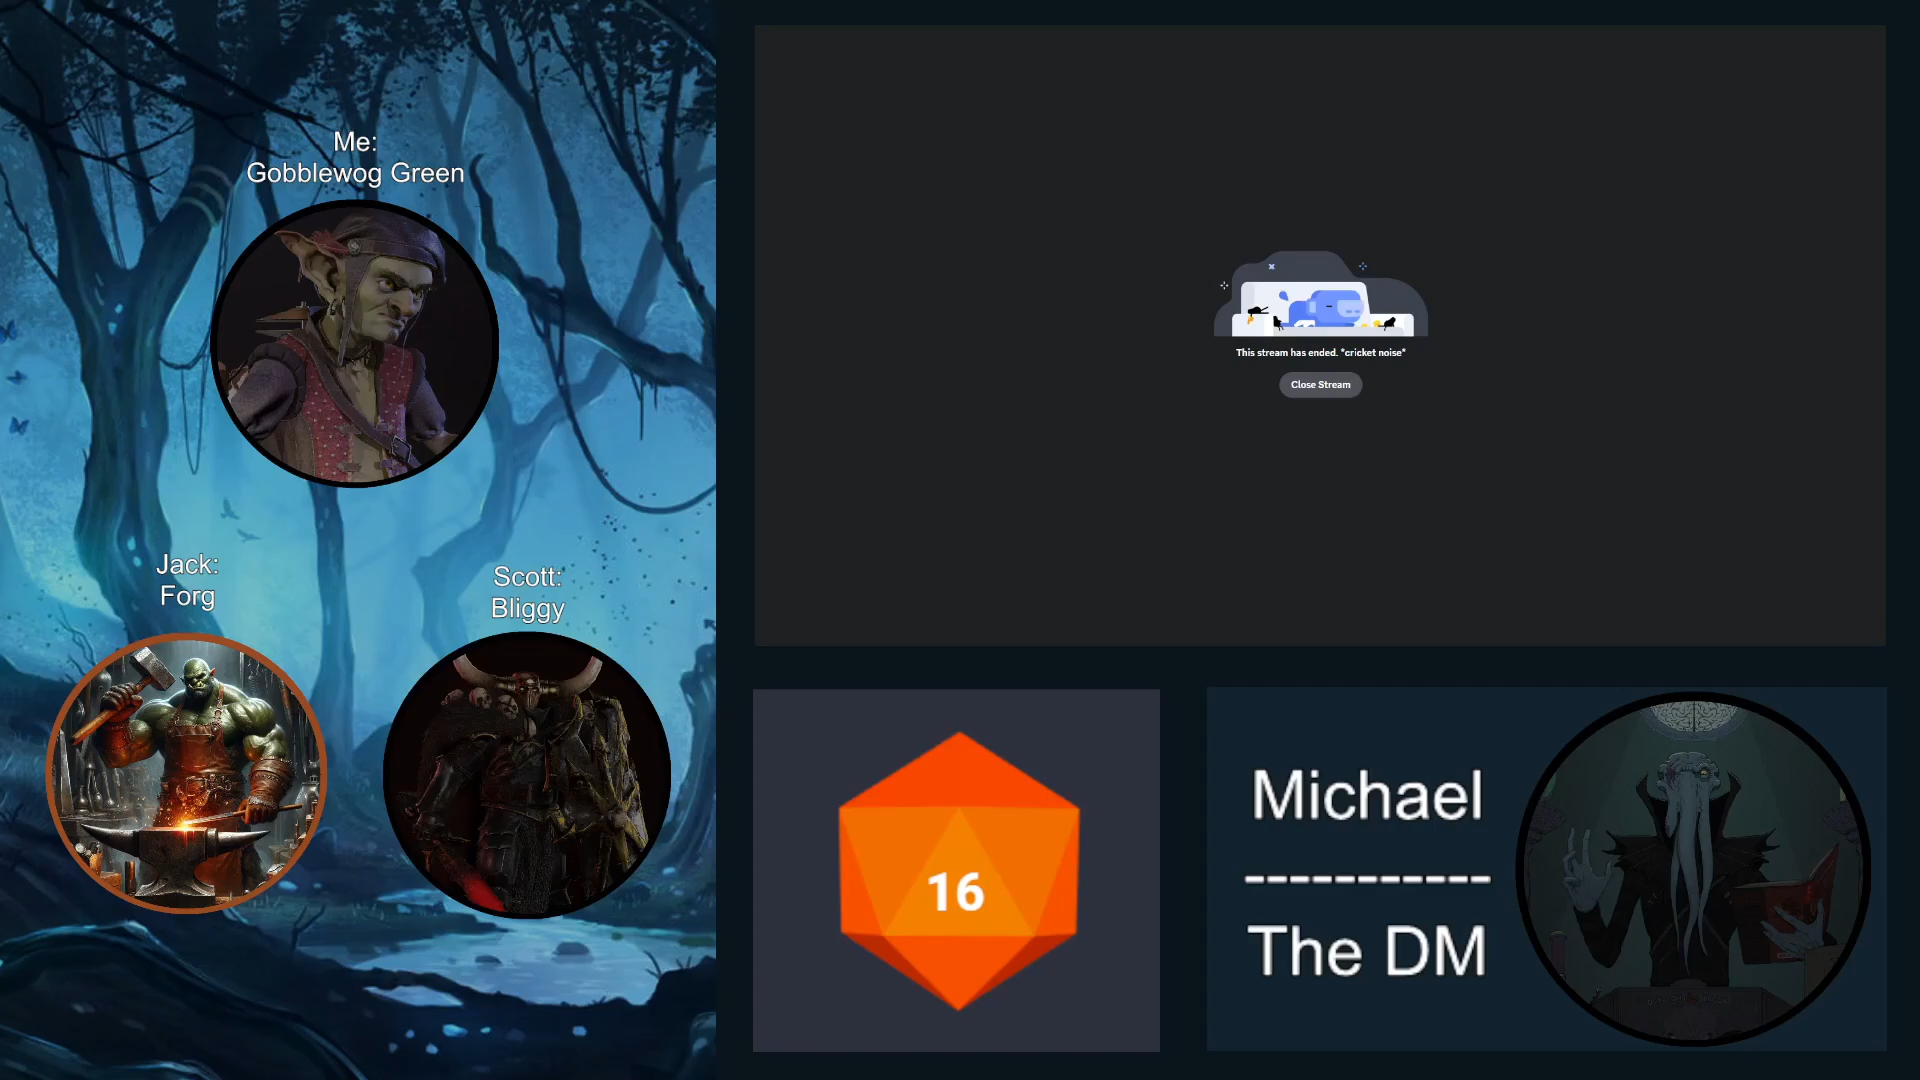 Me:
Gobblewog Green
Jack:
Forg
Scott:
Bliggy
This stream has ended. *cricket noise*
Close Stream
16
Michael
-----------
The DM